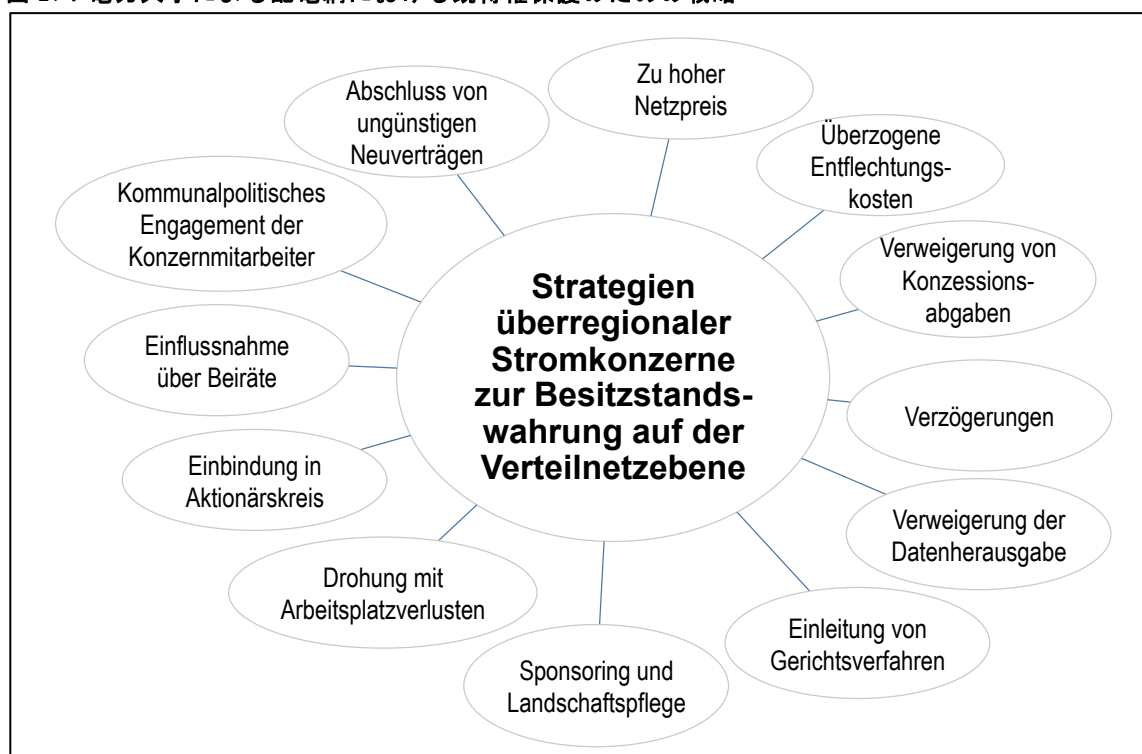 Zu hoher
Netzpreis
Überzogene
Entflechtungs-
kosten
Verweigerung von
Konzessions-
abgaben
Verzögerungen
Verweigerung der
Datenherausgabe
Einleitung von
Gerichtsverfahren
Sponsoring und
Landschaftspflege
Drohung mit
Arbeitsplatzverlusten
Einbindung in
Aktionärskreis
Einflussnahme
über Beiräte
Kommunalpolitisches
Engagement der
Konzernmitarbeiter
Abschluss von
ungünstigen
Neuverträgen
Strategien
überregionaler
Stromkonzerne
zur Besitzstands-
wahrung auf der
Verteilnetzebene